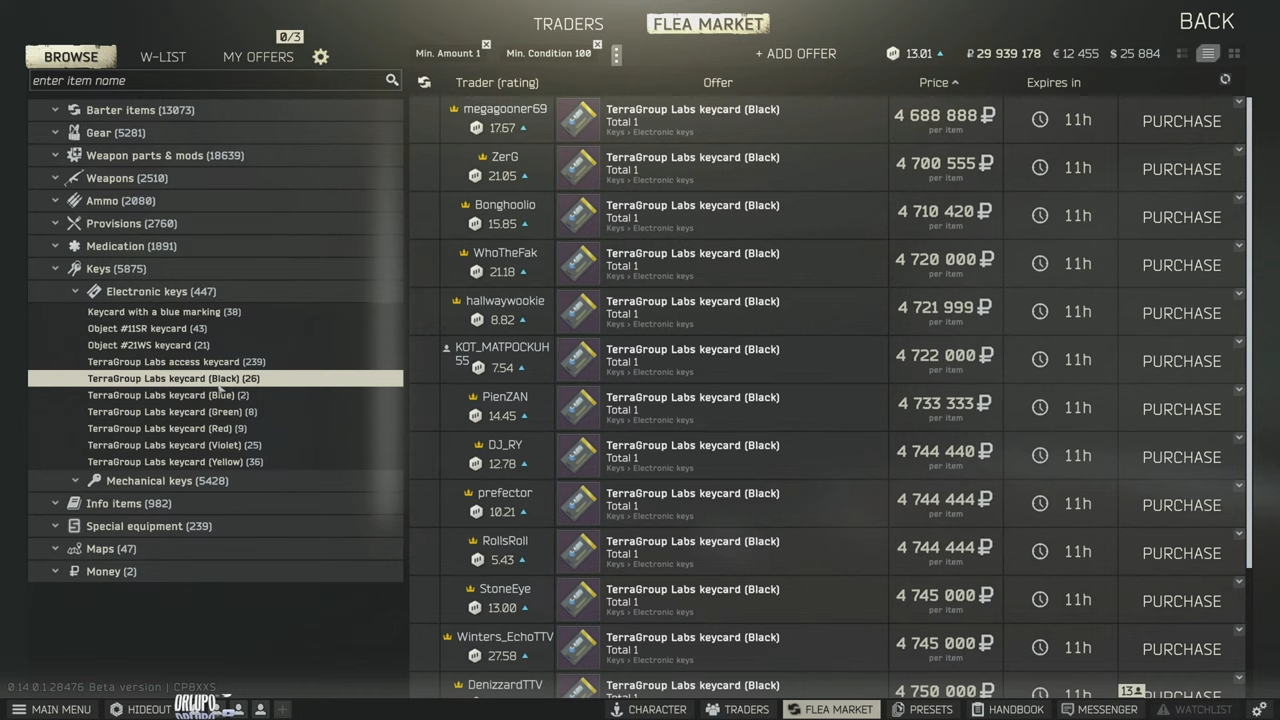 TRADERS
FLEA MARKET
BACK
0/3
BROWSE
W-LIST
MY OFFERS
Min. Amount 1
Min. Condition 100
+ ADD OFFER
13.01
₽ 29 939 178
€ 12 455
$ 25 884
enter item name
Trader (rating)
Offer
Price
Expires in
Barter items (13073)
Gear (5281)
Weapon parts & mods (18639)
Weapons (2510)
Ammo (2080)
Provisions (2760)
Medication (1891)
Keys (5875)
Electronic keys (447)
Keycard with a blue marking (38)
Object #11SR keycard (43)
Object #21WS keycard (21)
TerraGroup Labs access keycard (239)
TerraGroup Labs keycard (Black) (26)
TerraGroup Labs keycard (Blue) (2)
TerraGroup Labs keycard (Green) (8)
TerraGroup Labs keycard (Red) (9)
TerraGroup Labs keycard (Violet) (25)
TerraGroup Labs keycard (Yellow) (36)
Mechanical keys (5428)
Info items (982)
Special equipment (239)
Maps (47)
Money (2)
megagooner69
17.67
TerraGroup Labs keycard (Black)
Total 1
Keys > Electronic keys
4 688 888 ₽
per item
11h
PURCHASE
ZerG
21.05
TerraGroup Labs keycard (Black)
Total 1
Keys > Electronic keys
4 700 555 ₽
per item
11h
PURCHASE
Bonghoolio
15.85
TerraGroup Labs keycard (Black)
Total 1
Keys > Electronic keys
4 710 420 ₽
per item
11h
PURCHASE
WhoTheFak
21.18
TerraGroup Labs keycard (Black)
Total 1
Keys > Electronic keys
4 720 000 ₽
per item
11h
PURCHASE
hallwaywookie
8.82
TerraGroup Labs keycard (Black)
Total 1
Keys > Electronic keys
4 721 999 ₽
per item
11h
PURCHASE
KOT_MATPOCKUH
55
7.54
TerraGroup Labs keycard (Black)
Total 1
Keys > Electronic keys
4 722 000 ₽
per item
11h
PURCHASE
PienZAN
14.45
TerraGroup Labs keycard (Black)
Total 1
Keys > Electronic keys
4 733 333 ₽
per item
11h
PURCHASE
DJ_RY
12.78
TerraGroup Labs keycard (Black)
Total 1
Keys > Electronic keys
4 744 440 ₽
per item
11h
PURCHASE
prefector
10.21
TerraGroup Labs keycard (Black)
Total 1
Keys > Electronic keys
4 744 444 ₽
per item
11h
PURCHASE
RollsRoll
5.43
TerraGroup Labs keycard (Black)
Total 1
Keys > Electronic keys
4 744 444 ₽
per item
11h
PURCHASE
StoneEye
13.00
TerraGroup Labs keycard (Black)
Total 1
Keys > Electronic keys
4 745 000 ₽
per item
11h
PURCHASE
Winters_EchoTTV
27.58
TerraGroup Labs keycard (Black)
Total 1
Keys > Electronic keys
4 745 000 ₽
per item
11h
PURCHASE
DenizzardTTV
TerraGroup Labs keycard (Black)
Total 1
4 750 000 ₽
11h
PURCHASE
0.14.0.1.28476 Beta version | CP8XXS
MAIN MENU
HIDEOUT
ORLUPO
CHARACTER
TRADERS
FLEA MARKET
PRESETS
HANDBOOK
13
MESSENGER
WATCHLIST